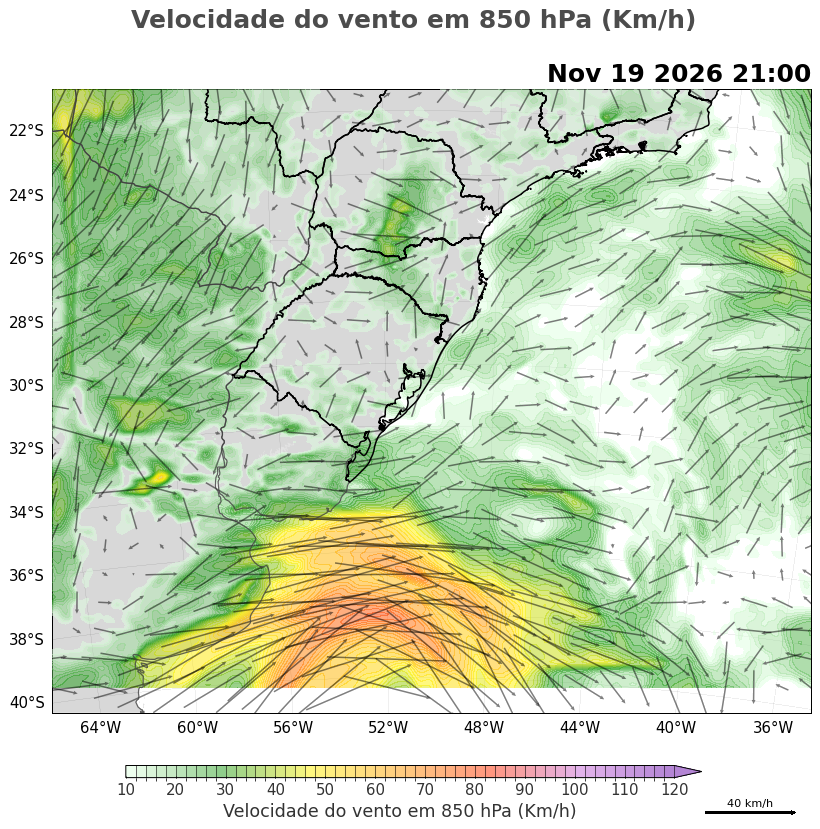 Velocidade do vento em 850 hPa (Km/h)
Nov 19 2026 21:00
22°S
24°S
26°S
28°S
30°S
32°S
34°S
36°S
38°S
40°S
64°W 60°W 56°W 52°W 48°W 44°W 40°W 36°W
10 20 30 40 50 60 70 80 90 100 110 120
Velocidade do vento em 850 hPa (Km/h)
40 km/h